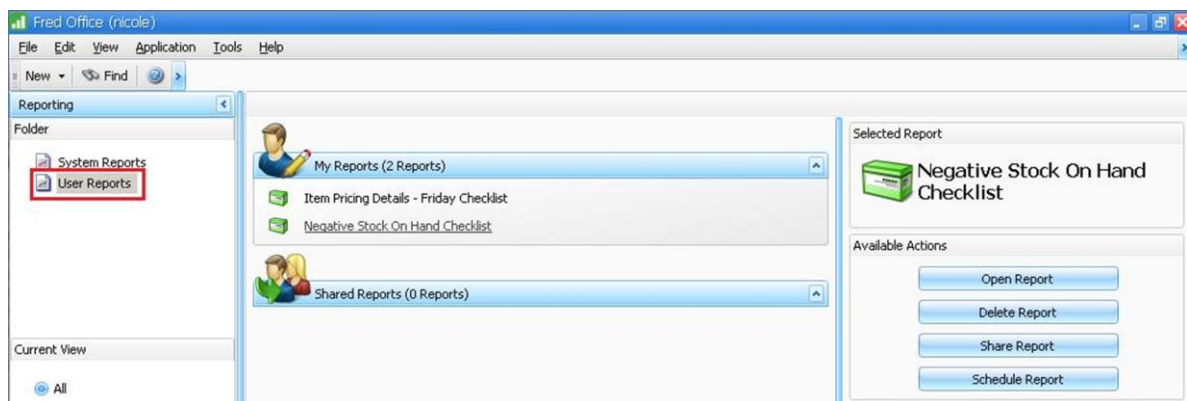 Fred Office (nicole)
File Edit View Application Tools Help
New Find
Reporting
Folder
System Reports
User Reports
Current View
All
My Reports (2 Reports)
Item Pricing Details - Friday Checklist
Negative Stock On Hand Checklist
Shared Reports (0 Reports)
Selected Report
Negative Stock On Hand
Checklist
Available Actions
Open Report
Delete Report
Share Report
Schedule Report